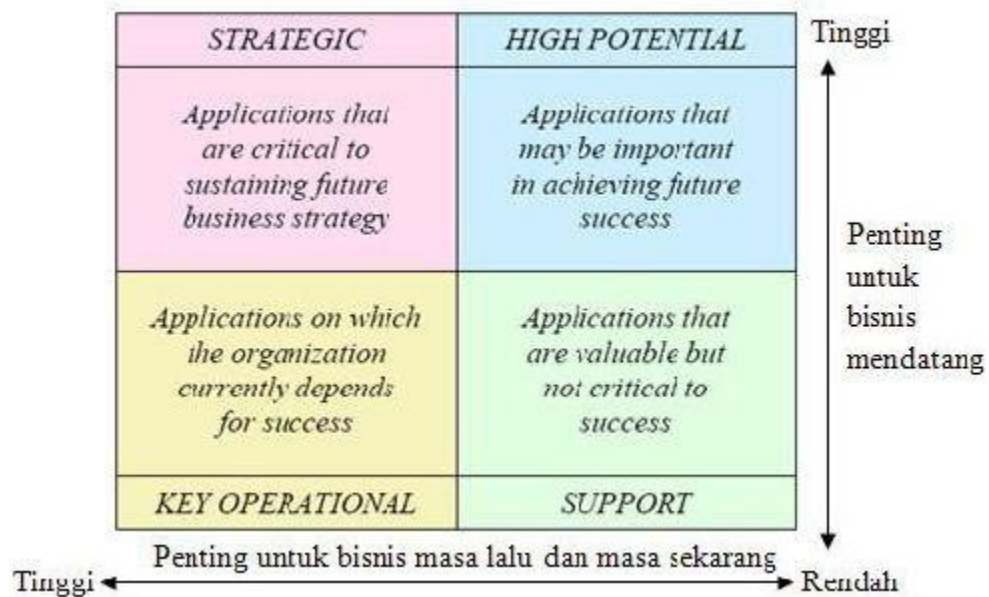 STRATEGIC
HIGH POTENTIAL
Tinggi
Applications that
are critical to
sustaining future
business strategy
Applications that
may be important
in achieving future
success
Penting
untuk
bisnis
mendatang
Applications on which
the organization
currently depends
for success
Applications that
are valuable but
not critical to
success
KEY OPERATIONAL
SUPPORT
Penting untuk bisnis masa lalu dan masa sekarang
Tinggi
Rendah